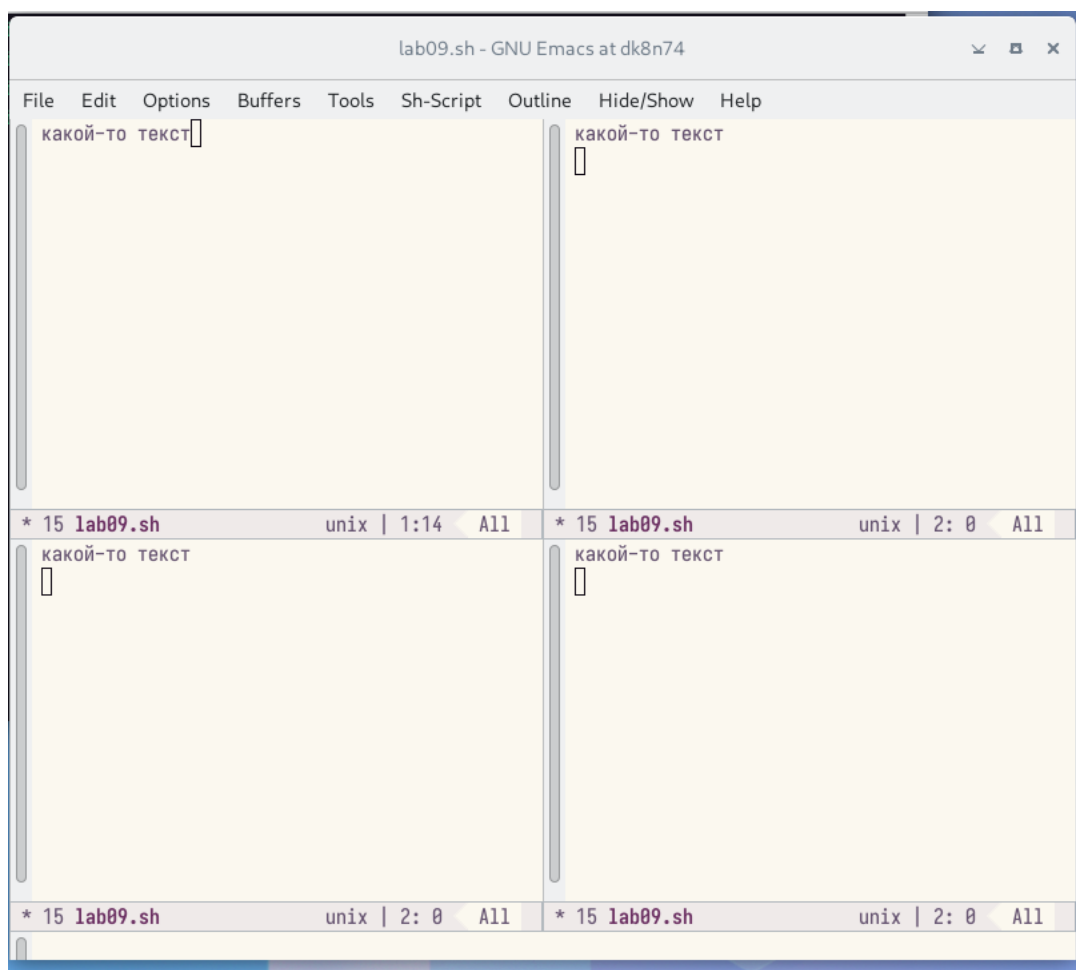 lab09.sh - GNU Emacs at dk8n74
File Edit Options Buffers Tools Sh-Script Outline Hide/Show Help
какой-то текст
* 15 lab09.sh unix | 1:14 All
какой-то текст
* 15 lab09.sh unix | 2: 0 All
какой-то текст
* 15 lab09.sh unix | 2: 0 All
какой-то текст
* 15 lab09.sh unix | 2: 0 All